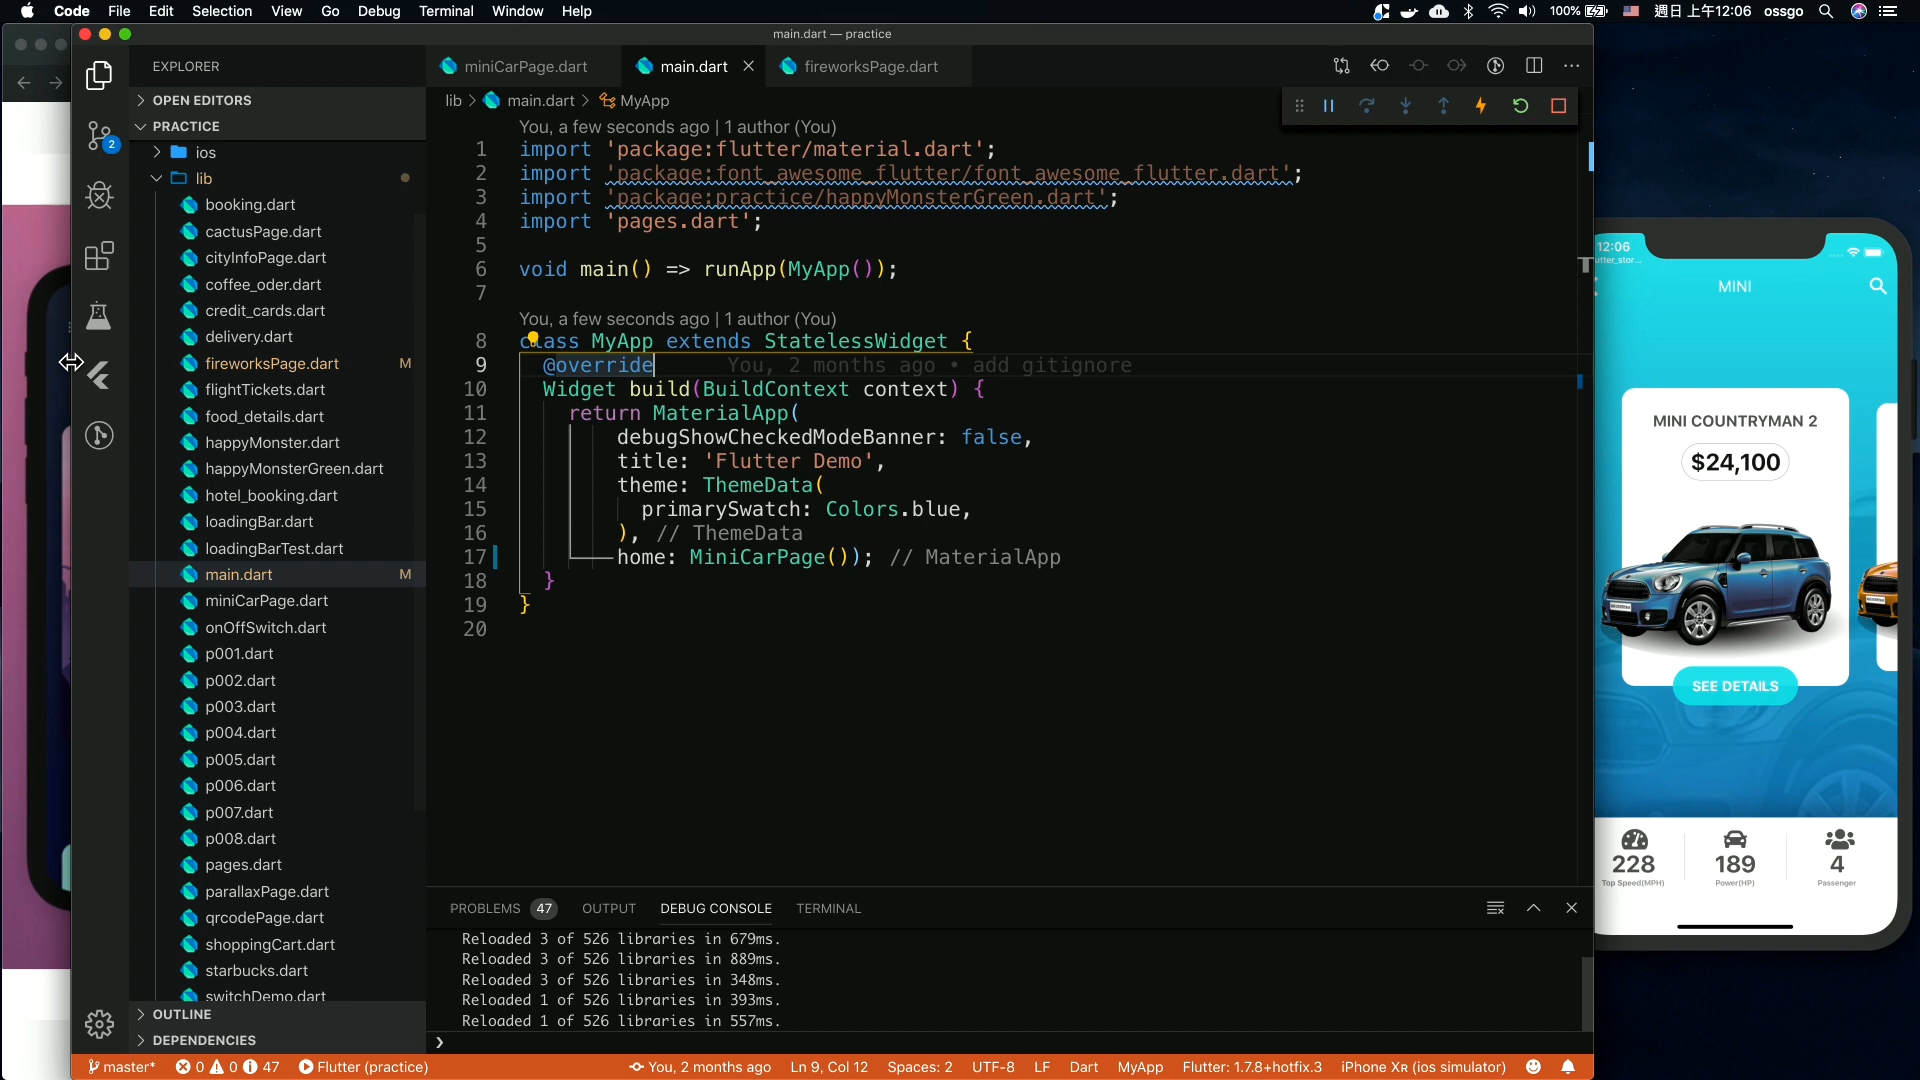 Code File Edit Selection View Go Debug Terminal Window Help
100% 週日 上午12:06 ossgo
main.dart — practice
EXPLORER
OPEN EDITORS
PRACTICE
ios
lib
booking.dart
cactusPage.dart
cityInfoPage.dart
coffee_oder.dart
credit_cards.dart
delivery.dart
fireworksPage.dart M
flightTickets.dart
food_details.dart
happyMonster.dart
happyMonsterGreen.dart
hotel_booking.dart
loadingBar.dart
loadingBarTest.dart
main.dart M
miniCarPage.dart
onOffSwitch.dart
p001.dart
p002.dart
p003.dart
p004.dart
p005.dart
p006.dart
p007.dart
p008.dart
pages.dart
parallaxPage.dart
qrcodePage.dart
shoppingCart.dart
starbucks.dart
switchDemo.dart
OUTLINE
DEPENDENCIES
2
miniCarPage.dart main.dart fireworksPage.dart
lib > main.dart > MyApp
You, a few seconds ago | 1 author (You)
1 import 'package:flutter/material.dart';
2 import 'package:font_awesome_flutter/font_awesome_flutter.dart';
3 import 'package:practice/happyMonsterGreen.dart';
4 import 'pages.dart';
5
6 void main() => runApp(MyApp());
7
You, a few seconds ago | 1 author (You)
8 class MyApp extends StatelessWidget {
9 @override You, 2 months ago • add gitignore
10 Widget build(BuildContext context) {
11 return MaterialApp(
12 debugShowCheckedModeBanner: false,
13 title: 'Flutter Demo',
14 theme: ThemeData(
15 primarySwatch: Colors.blue,
16 ), // ThemeData
17 home: MiniCarPage()); // MaterialApp
18 }
19 }
20
PROBLEMS 47 OUTPUT DEBUG CONSOLE TERMINAL
Reloaded 3 of 526 libraries in 679ms.
Reloaded 3 of 526 libraries in 889ms.
Reloaded 3 of 526 libraries in 348ms.
Reloaded 1 of 526 libraries in 393ms.
Reloaded 1 of 526 libraries in 557ms.
master* 0 0 47 Flutter (practice) You, 2 months ago Ln 9, Col 12 Spaces: 2 UTF-8 LF Dart MyApp Flutter: 1.7.8+hotfix.3 iPhone Xʀ (ios simulator)
12:06
utter_stor...
MINI
MINI COUNTRYMAN 2
$24,100
SEE DETAILS
228 189 4
Top Speed(MPH) Power(HP) Passenger